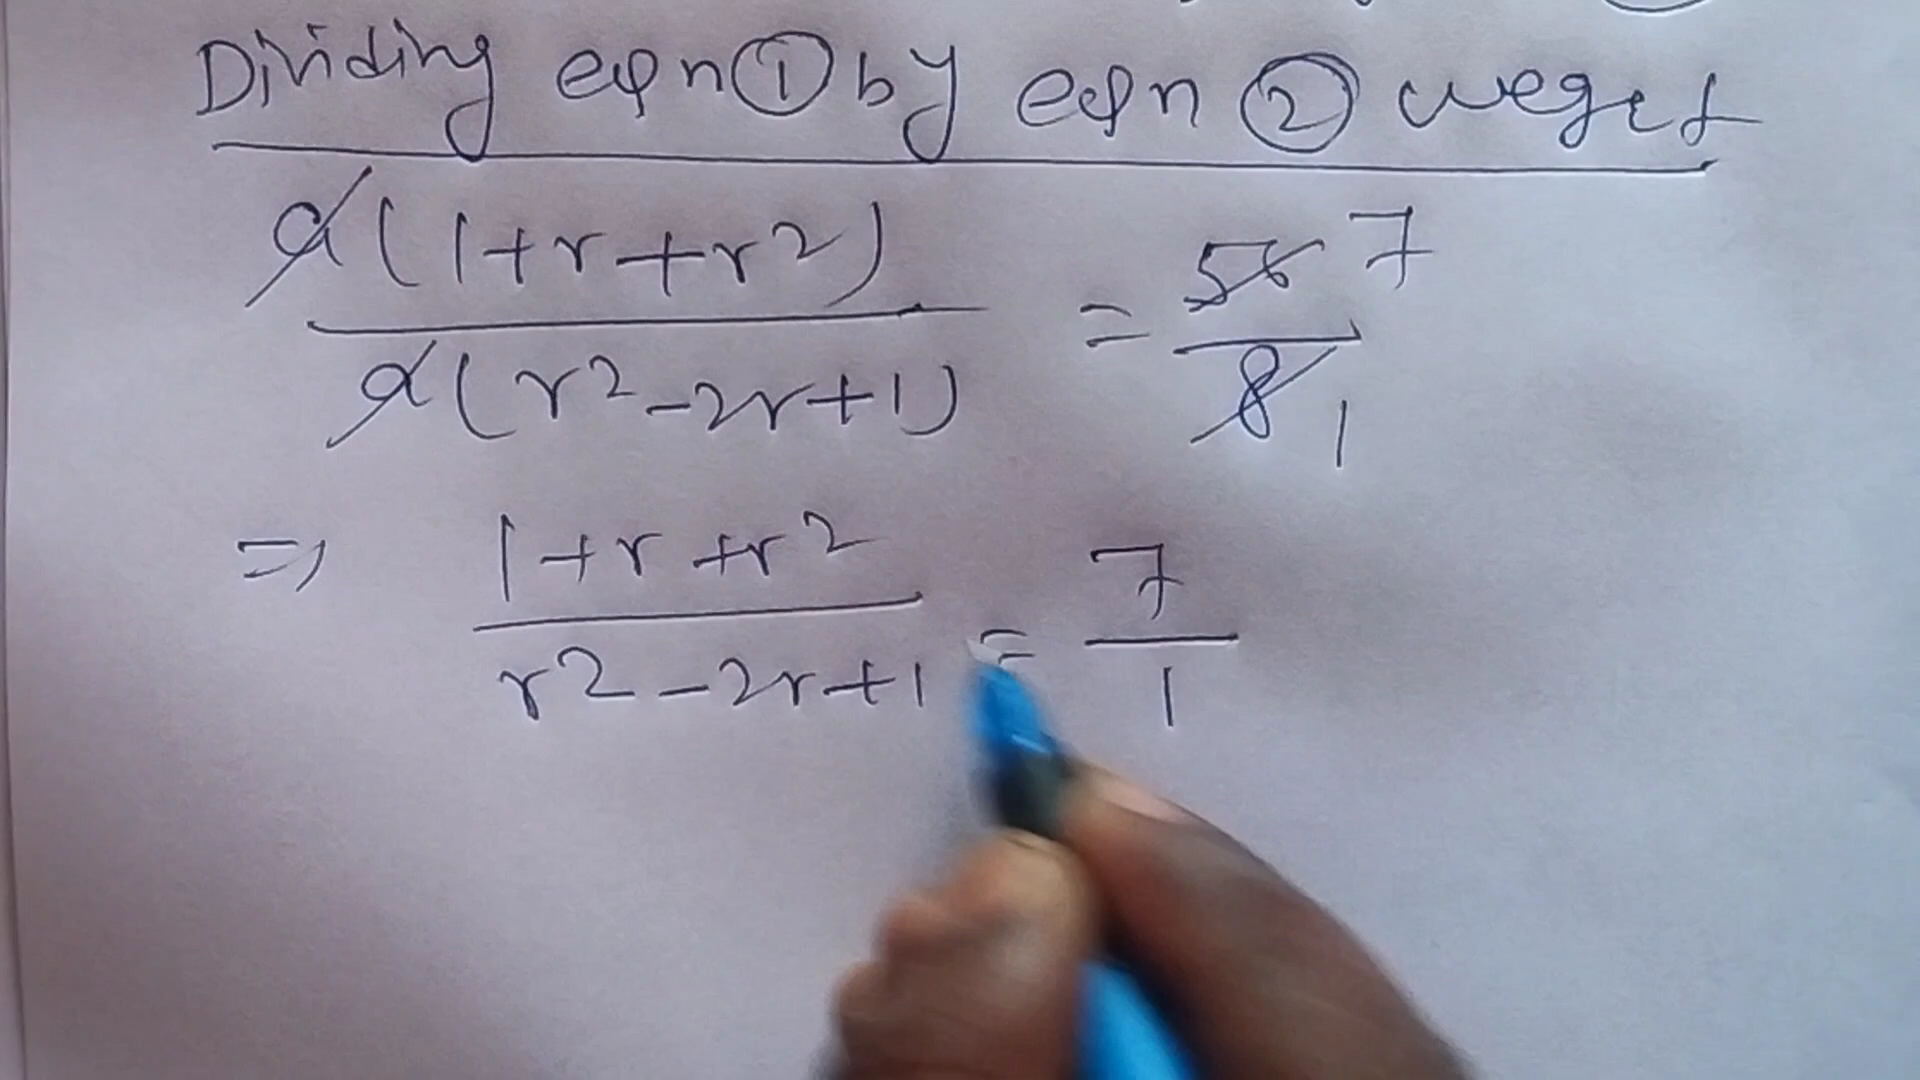 Dividing eqn ① by eqn ② we get
a(1+r+r²) / a(r²-2r+1) = 56 7 / 8 1
⇒ 1+r+r² / r²-2r+1 = 7/1